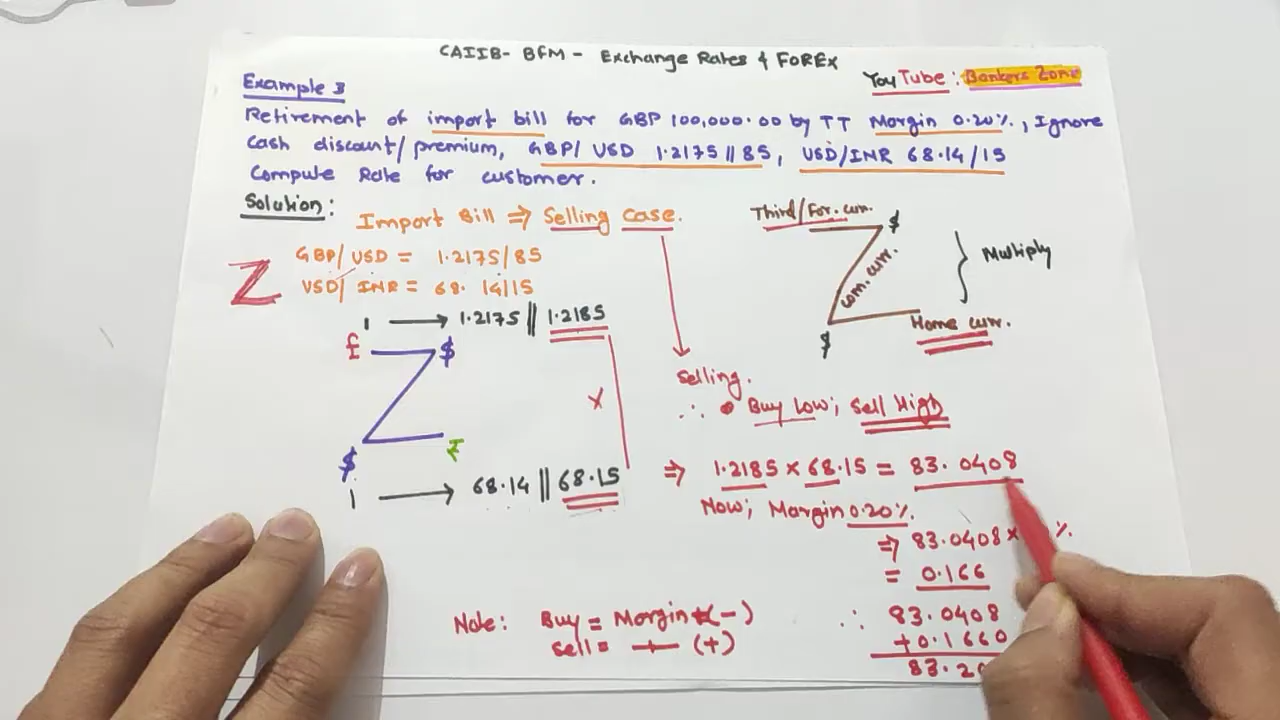 CAIIB- BFM - Exchange Rates & FOREX
YouTube: Bankers Zone
Example 3
Retirement of import bill for GBP 100,000.00 by TT Margin 0.20%, Ignore
Cash discount/premium, GBP/USD 1.2175||85, USD/INR 68.14/15
Compute Rate for customer.
Solution:
Import Bill ⇒ Selling Case.
GBP/USD = 1.2175/85
Z
USD/INR = 68.14/15
1 → 1.2175 || 1.2185
£ $
$ ₹
1 → 68.14 || 68.15
x
Third/For. curr. $
com. curr.
} Multiply
$ Home curr.
Selling.
∴ Buy Low; Sell High
⇒ 1.2185 x 68.15 = 83.0408
Now; Margin 0.20%.
⇒ 83.0408 x %.
= 0.166
∴ 83.0408
+0.1660
83.2
Note: Buy = Margin (-)
Sell = (+)